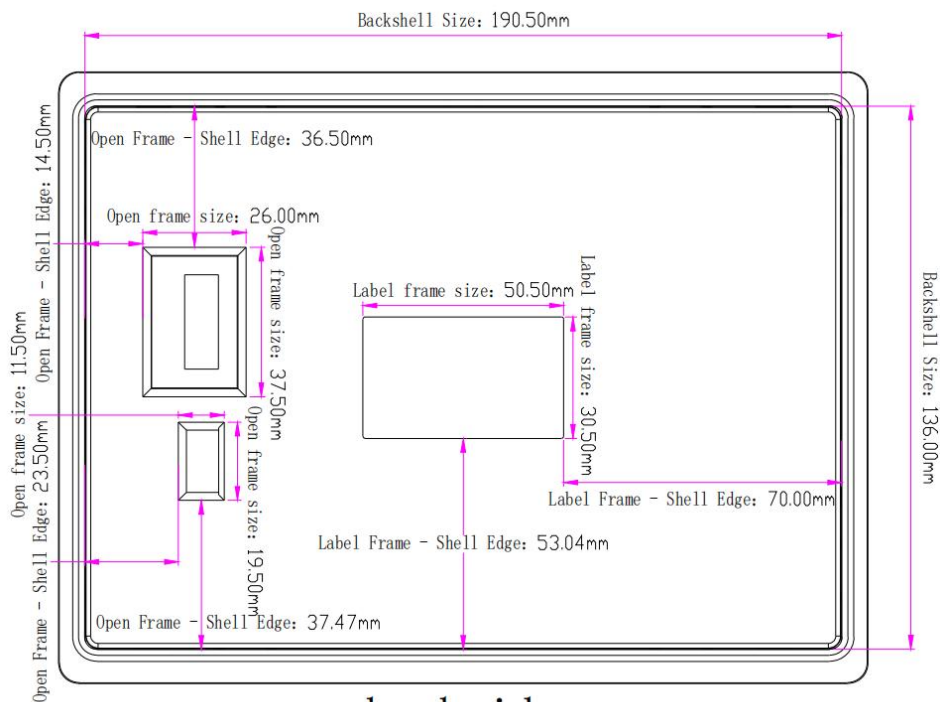 Backshell Size: 190.50mm
Open Frame - Shell Edge: 14.50mm
Open Frame - Shell Edge: 36.50mm
Open frame size: 26.00mm
Open frame size: 37.50mm
Label frame size: 50.50mm
Label frame size: 30.50mm
Backshell Size: 136.00mm
Open frame size: 11.50mm
Open frame size: 19.50mm
Open Frame - Shell Edge: 23.50mm
Label Frame - Shell Edge: 70.00mm
Label Frame - Shell Edge: 53.04mm
Open Frame - Shell Edge: 37.47mm